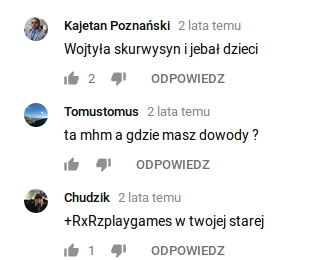 Kajetan Poznański 2 lata temu
Wojtyła skurwysyn i jebał dzieci
2 ODPOWIEDZ
Tomustomus 2 lata temu
ta mhm a gdzie masz dowody ?
ODPOWIEDZ
Chudzik 2 lata temu
+RxRzplaygames w twojej starej
1 ODPOWIEDZ